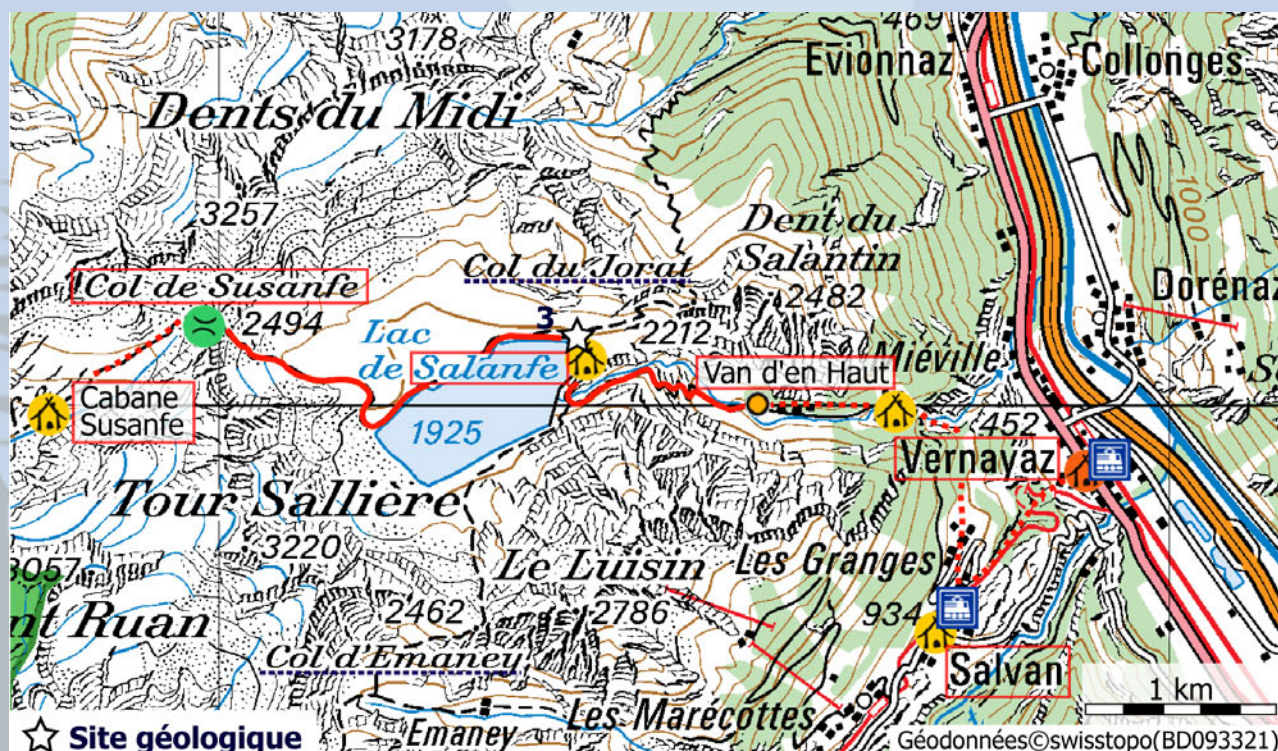 3178
469
Evionnaz
Collonges
Dents du Midi
1000
3257
Dent du
Salantin
Col du Jorat
Col de Susanfe
2482
Dorénaz
2494
Lac
de Salanfe
3
2212
Miéville
Van d'en Haut
Cabane
Susanfe
1925
452
Vernayaz
Tour Sallière
3220
Le Luisin
Les Granges
3057
nt Ruan
2462
2786
934
Col d'Emaney
Salvan
1 km
Les Marécottes
Emaney
Site géologique
Géodonnées©swisstopo(BD093321)